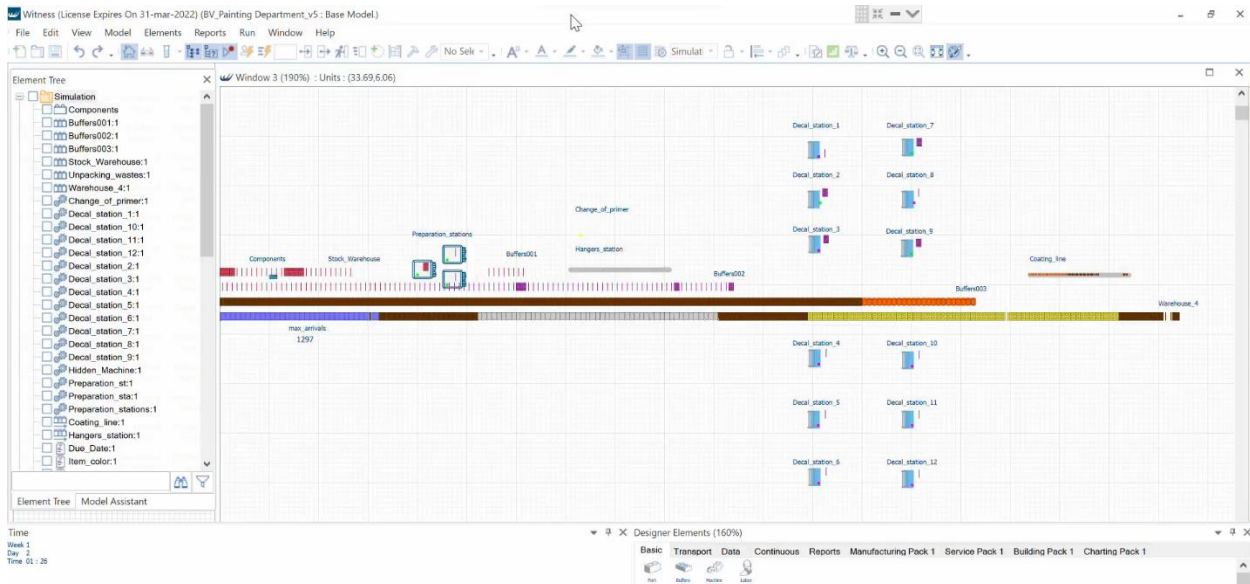 Witness (License Expires On 31-mar-2022) (BV_Painting Department_v5 : Base Model.)
File Edit View Model Elements Reports Run Window Help
No Sele
Simulat
Element Tree
Window 3 (190%) : Units : (33.69,6.06)
Simulation
Components
Buffers001:1
Buffers002:1
Buffers003:1
Stock_Warehouse:1
Unpacking_wastes:1
Warehouse_4:1
Change_of_primer:1
Decal_station_1:1
Decal_station_10:1
Decal_station_11:1
Decal_station_12:1
Decal_station_2:1
Decal_station_3:1
Decal_station_4:1
Decal_station_5:1
Decal_station_6:1
Decal_station_7:1
Decal_station_8:1
Decal_station_9:1
Hidden_Machine:1
Preparation_st:1
Preparation_sta:1
Preparation_stations:1
Coating_line:1
Hangers_station:1
Due_Date:1
Item_color:1
Element Tree Model Assistant
Decal_station_1 Decal_station_7
Decal_station_2 Decal_station_8
Change_of_primer
Preparation_stations Decal_station_3 Decal_station_9
Components Stock_Warehouse Buffers001 Hangers_station Coating_line
Buffers002
Buffers003
Warehouse_4
max_arrivals
1297
Decal_station_4 Decal_station_10
Decal_station_5 Decal_station_11
Decal_station_6 Decal_station_12
Time
Week 1
Day 2
Time 01 : 26
Designer Elements (160%)
Basic Transport Data Continuous Reports Manufacturing Pack 1 Service Pack 1 Building Pack 1 Charting Pack 1
Part Buffers Machine Labor